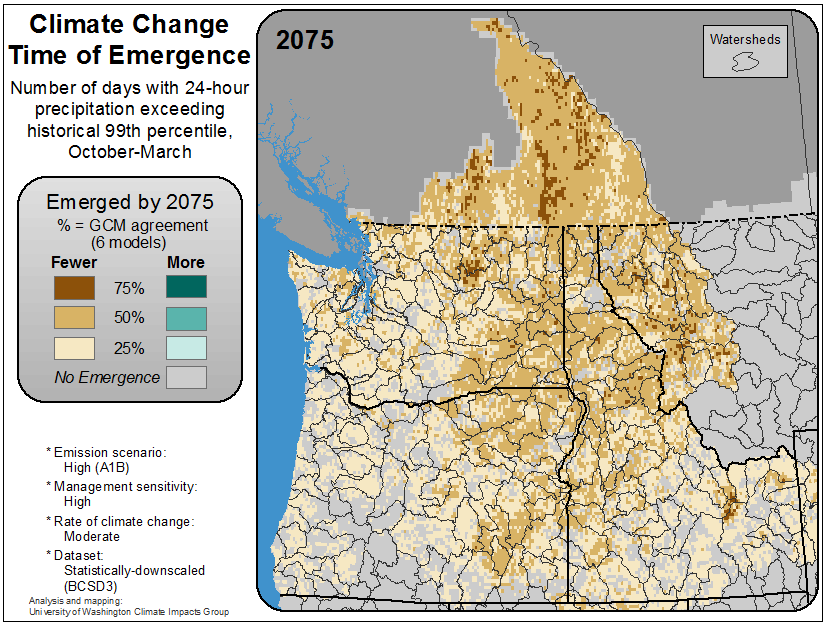 Climate Change
Time of Emergence
Number of days with 24-hour
precipitation exceeding
historical 99th percentile,
October-March
Emerged by 2075
% = GCM agreement
(6 models)
Fewer More
75%
50%
25%
No Emergence
* Emission scenario:
High (A1B)
* Management sensitivity:
High
* Rate of climate change:
Moderate
* Dataset:
Statistically-downscaled
(BCSD3)
Analysis and mapping:
University of Washington Climate Impacts Group
2075
Watersheds